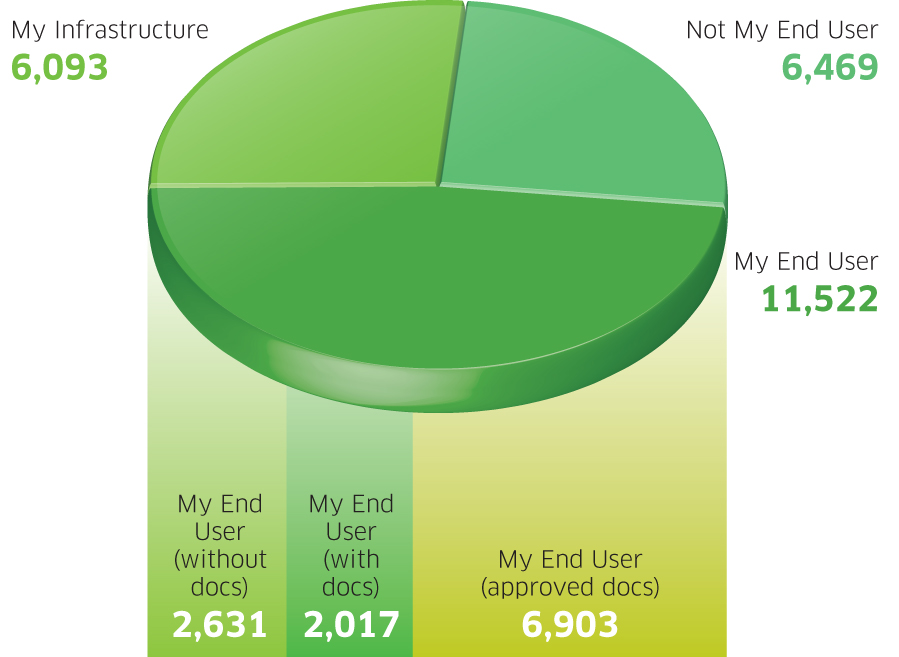 My Infrastructure
6,093
Not My End User
6,469
My End User
11,522
My End
User
(without
docs)
2,631
My End
User
(with
docs)
2,017
My End User
(approved docs)
6,903